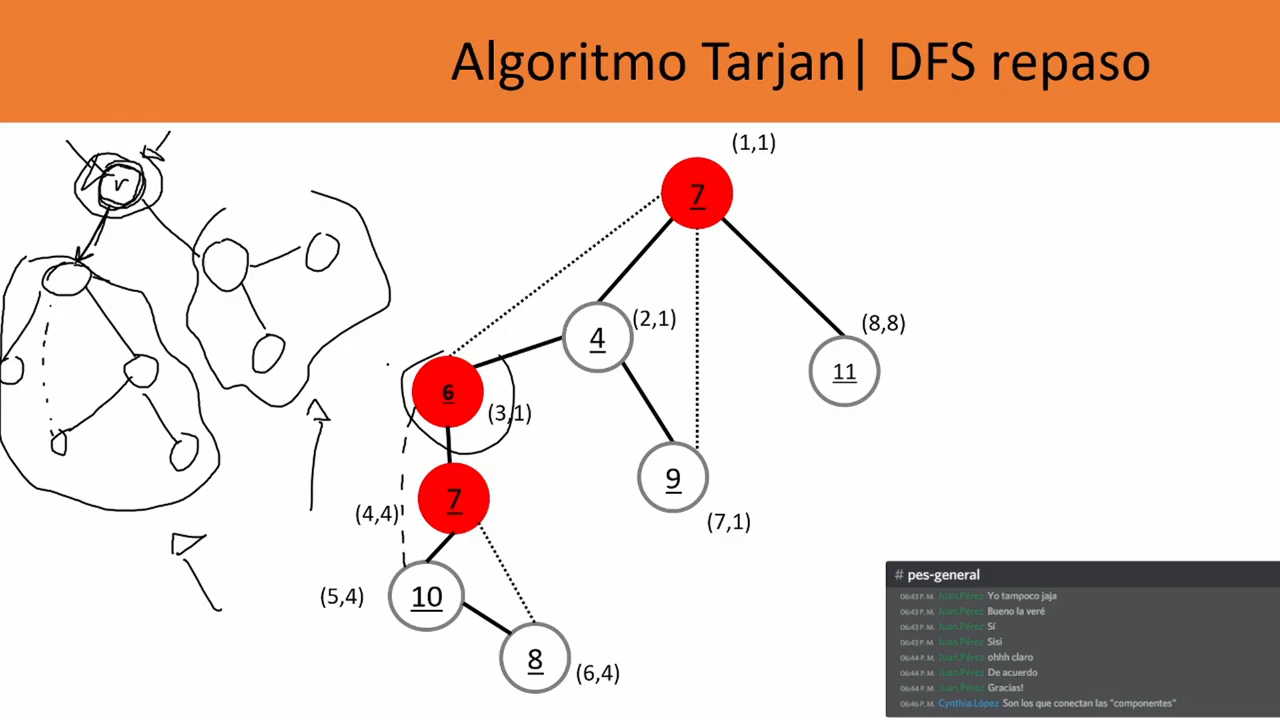 Algoritmo Tarjan| DFS repaso
(1,1)
v
7
4
(2,1)
(8,8)
11
6
(3,1)
9
7
(4,4)
(7,1)
10
(5,4)
8
(6,4)
# pes-general
06:43 P. M. Juan.Pérez Yo tampoco jaja
06:43 P. M. Juan.Pérez Bueno la veré
06:43 P. M. Juan.Pérez Sí
06:43 P. M. Juan.Pérez Sisi
06:44 P. M. Juan.Pérez ohhh claro
06:44 P. M. Juan.Pérez De acuerdo
06:44 P. M. Juan.Pérez Gracias!
06:46 P. M. Cynthia.López Son los que conectan las "componentes"